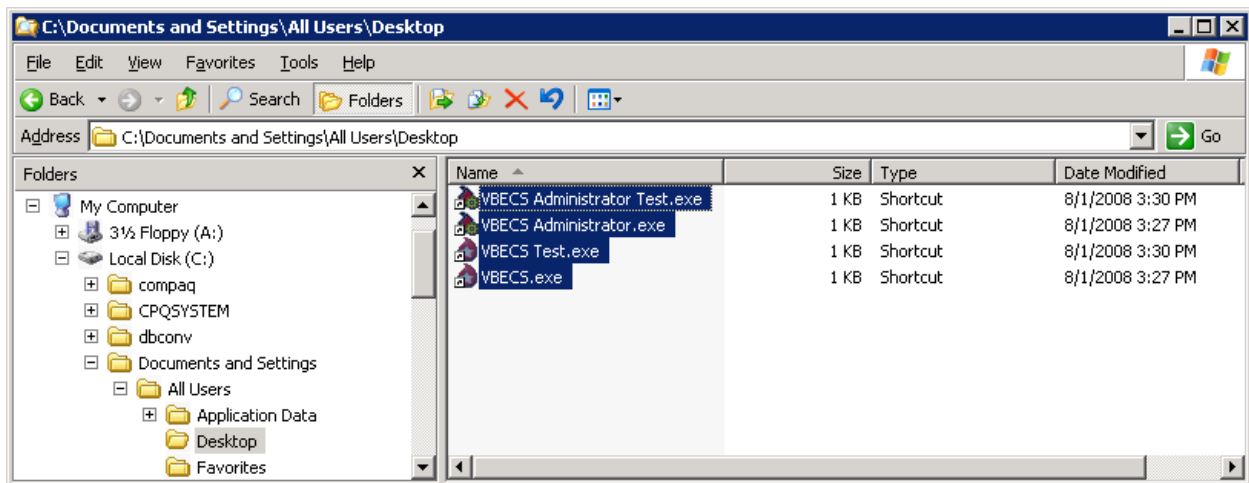 C:\Documents and Settings\All Users\Desktop
File Edit View Favorites Tools Help
Back Search Folders
Address C:\Documents and Settings\All Users\Desktop Go
Folders x Name Size Type Date Modified
My Computer VBECS Administrator Test.exe 1 KB Shortcut 8/1/2008 3:30 PM
3½ Floppy (A:) VBECS Administrator.exe 1 KB Shortcut 8/1/2008 3:27 PM
Local Disk (C:) VBECS Test.exe 1 KB Shortcut 8/1/2008 3:30 PM
compaq VBECS.exe 1 KB Shortcut 8/1/2008 3:27 PM
CPQSYSTEM
dbconv
Documents and Settings
All Users
Application Data
Desktop
Favorites